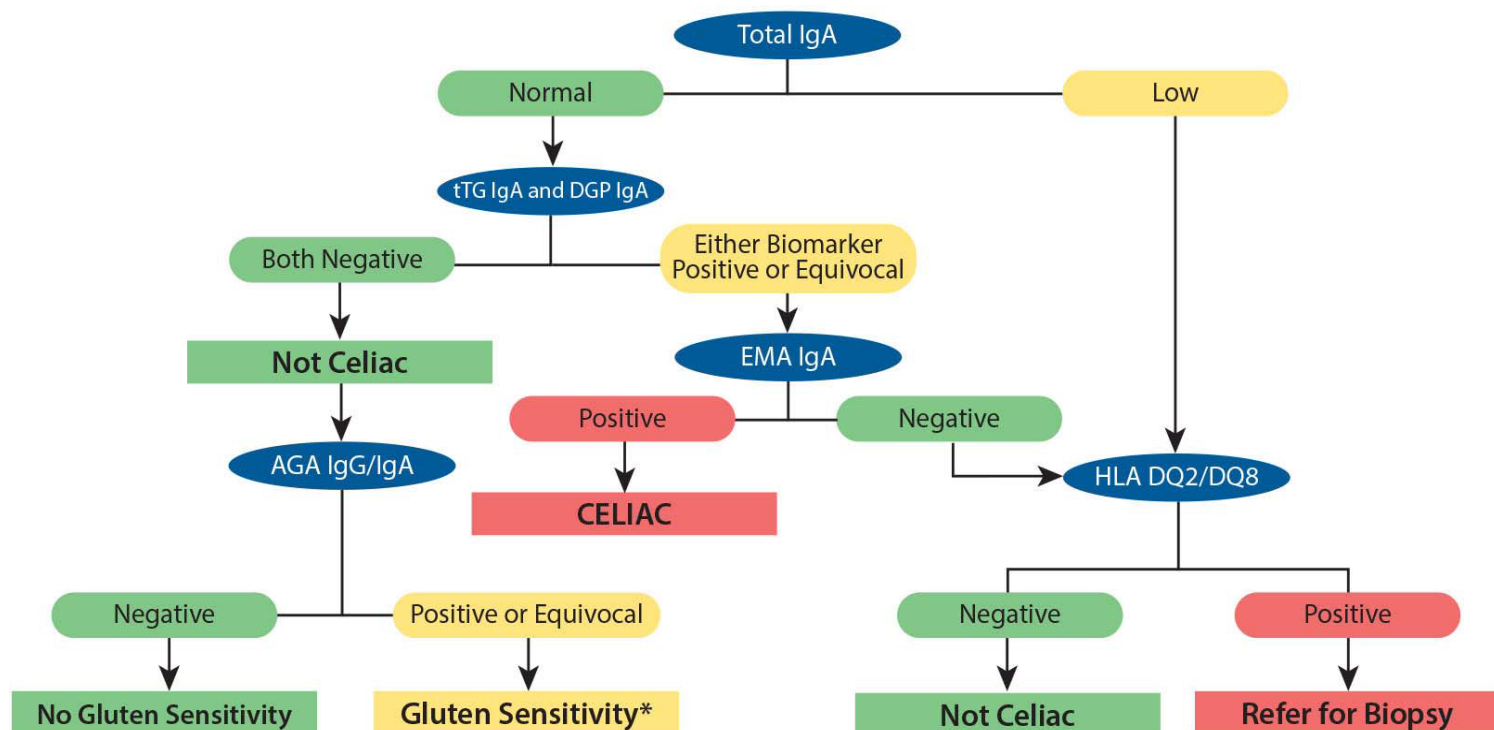 Total IgA
Normal
Low
tTG IgA and DGP IgA
Both Negative
Either Biomarker
Positive or Equivocal
Not Celiac
EMA IgA
Positive
Negative
AGA IgG/IgA
HLA DQ2/DQ8
CELIAC
Negative
Positive or Equivocal
Negative
Positive
No Gluten Sensitivity
Gluten Sensitivity*
Not Celiac
Refer for Biopsy